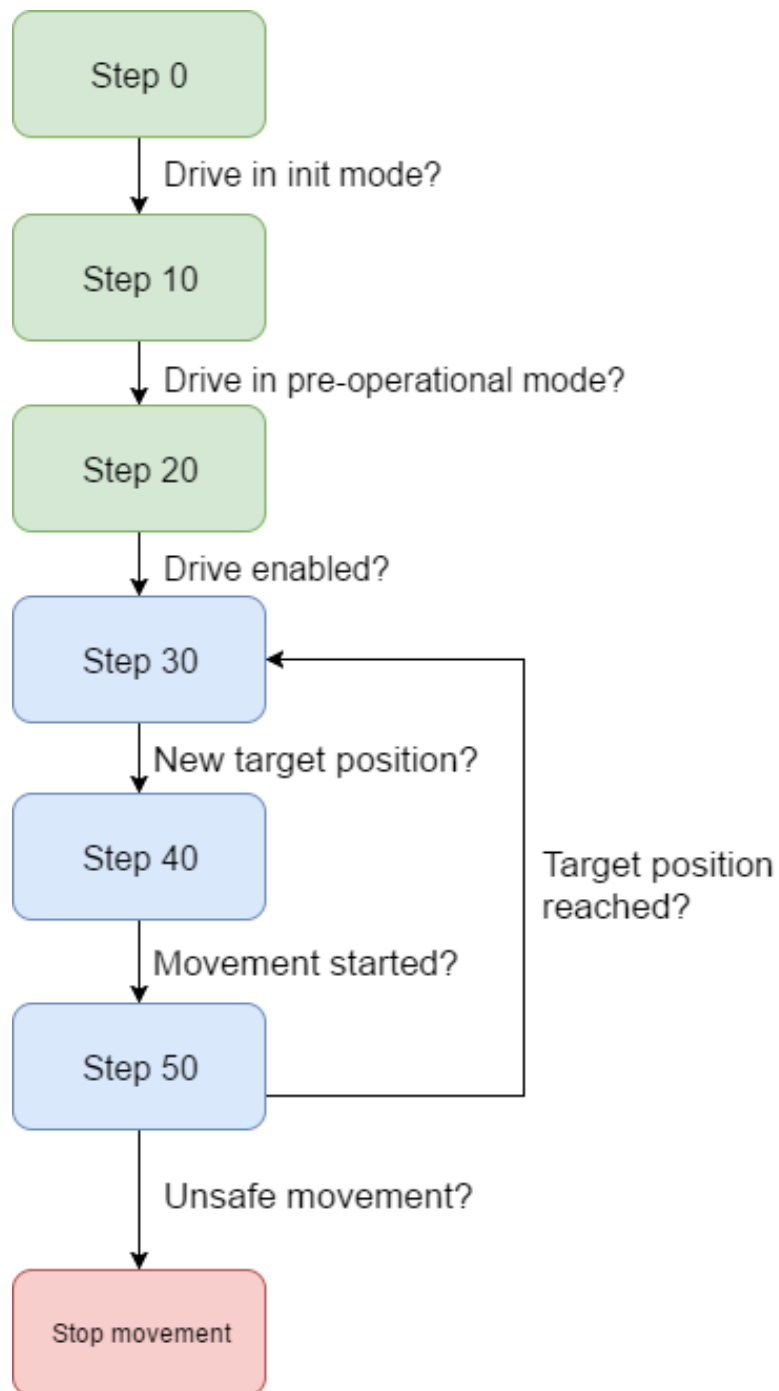 Step 0
Drive in init mode?
Step 10
Drive in pre-operational mode?
Step 20
Drive enabled?
Step 30
New target position?
Step 40
Target position
reached?
Movement started?
Step 50
Unsafe movement?
Stop movement